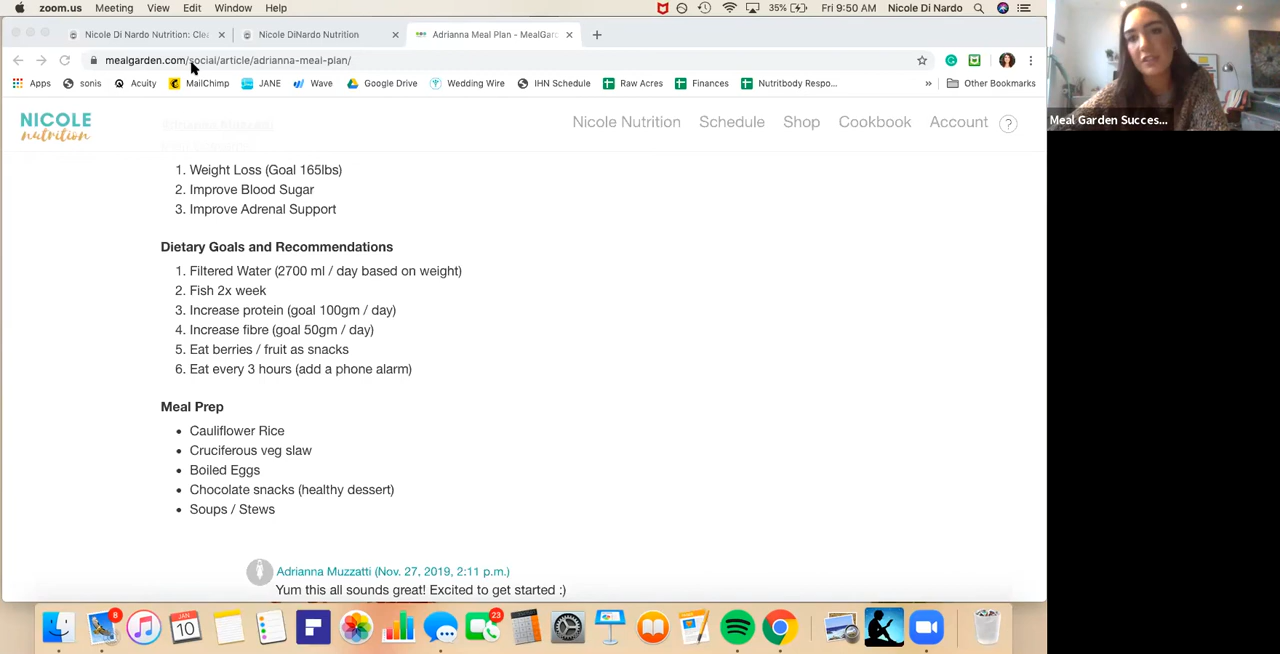 zoom.us Meeting View Edit Window Help 35% Fri 9:50 AM Nicole Di Nardo
Nicole Di Nardo Nutrition: Cle
Nicole DiNardo Nutrition
Adrianna Meal Plan - MealGarc
mealgarden.com/social/article/adrianna-meal-plan/
Apps sonis Acuity MailChimp JANE Wave Google Drive Wedding Wire IHN Schedule Raw Acres Finances Nutritbody Respo... » Other Bookmarks
NICOLE
nutrition
Nicole Nutrition Schedule Shop Cookbook Account ?
1. Weight Loss (Goal 165lbs)
2. Improve Blood Sugar
3. Improve Adrenal Support
Dietary Goals and Recommendations
1. Filtered Water (2700 ml / day based on weight)
2. Fish 2x week
3. Increase protein (goal 100gm / day)
4. Increase fibre (goal 50gm / day)
5. Eat berries / fruit as snacks
6. Eat every 3 hours (add a phone alarm)
Meal Prep
• Cauliflower Rice
• Cruciferous veg slaw
• Boiled Eggs
• Chocolate snacks (healthy dessert)
• Soups / Stews
Adrianna Muzzatti (Nov. 27, 2019, 2:11 p.m.)
Yum this all sounds great! Excited to get started :)
Meal Garden Succes...
8
JAN
10
23